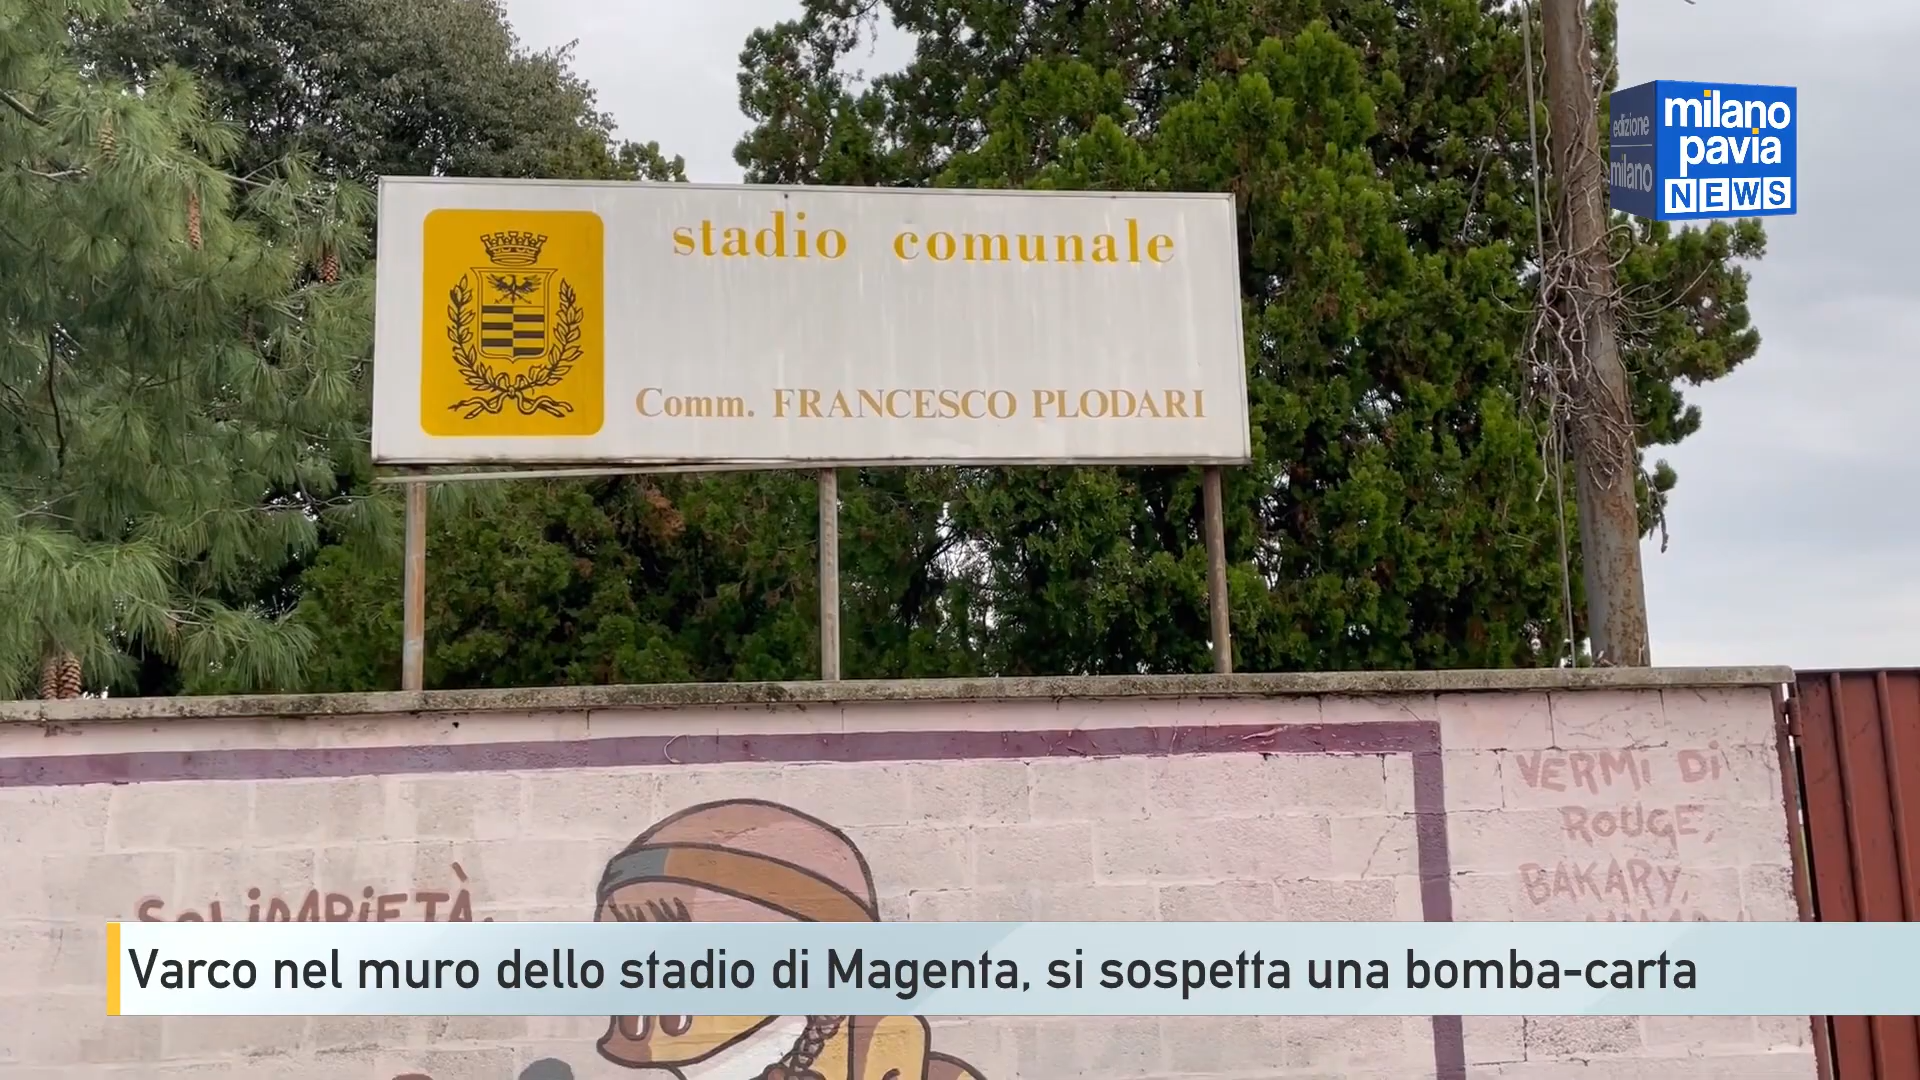 stadio comunale
Comm. FRANCESCO PLODARI
edizione
milano
milano
pavia
NEWS
VERMI Di
ROUGE,
BAKARY,
SOLiDARiETÀ,
Varco nel muro dello stadio di Magenta, si sospetta una bomba-carta